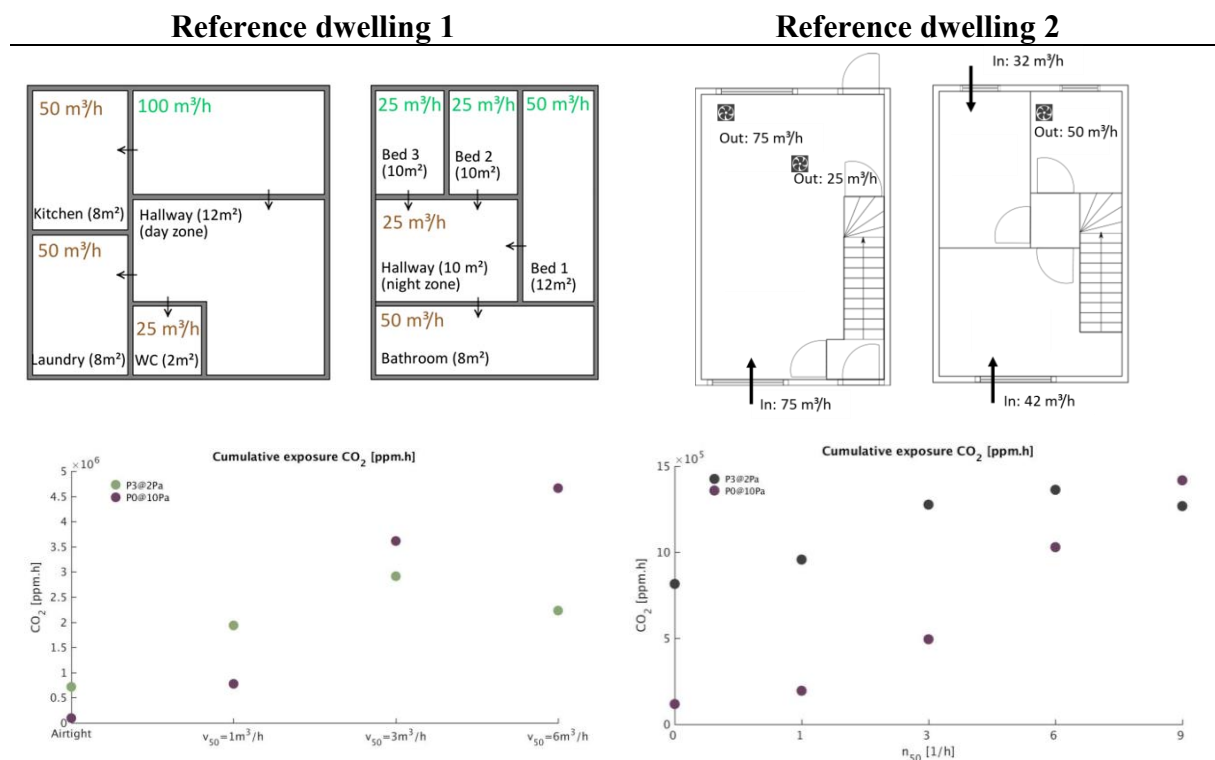 Reference dwelling 1
Reference dwelling 2
50 m³/h
100 m³/h
Kitchen (8m²)
Hallway (12m²)
(day zone)
50 m³/h
Laundry (8m²)
25 m³/h
WC (2m²)
25 m³/h
25 m³/h
50 m³/h
Bed 3
(10m²)
Bed 2
(10m²)
25 m³/h
Hallway (10 m²)
(night zone)
Bed 1
(12m²)
50 m³/h
Bathroom (8m²)
Out: 75 m³/h
Out: 25 m³/h
In: 75 m³/h
In: 32 m³/h
Out: 50 m³/h
In: 42 m³/h
Cumulative exposure CO₂ [ppm.h]
×10⁶
P3@2Pa
P0@10Pa
5
4.5
4
3.5
3
2.5
2
1.5
1
0.5
0
CO₂ [ppm.h]
Airtight
v₅₀=1m³/h
v₅₀=3m³/h
v₅₀=6m³/h
Cumulative exposure CO₂ [ppm.h]
×10⁵
P3@2Pa
P0@10Pa
15
10
5
0
CO₂ [ppm.h]
0
1
3
6
9
n₅₀ [1/h]